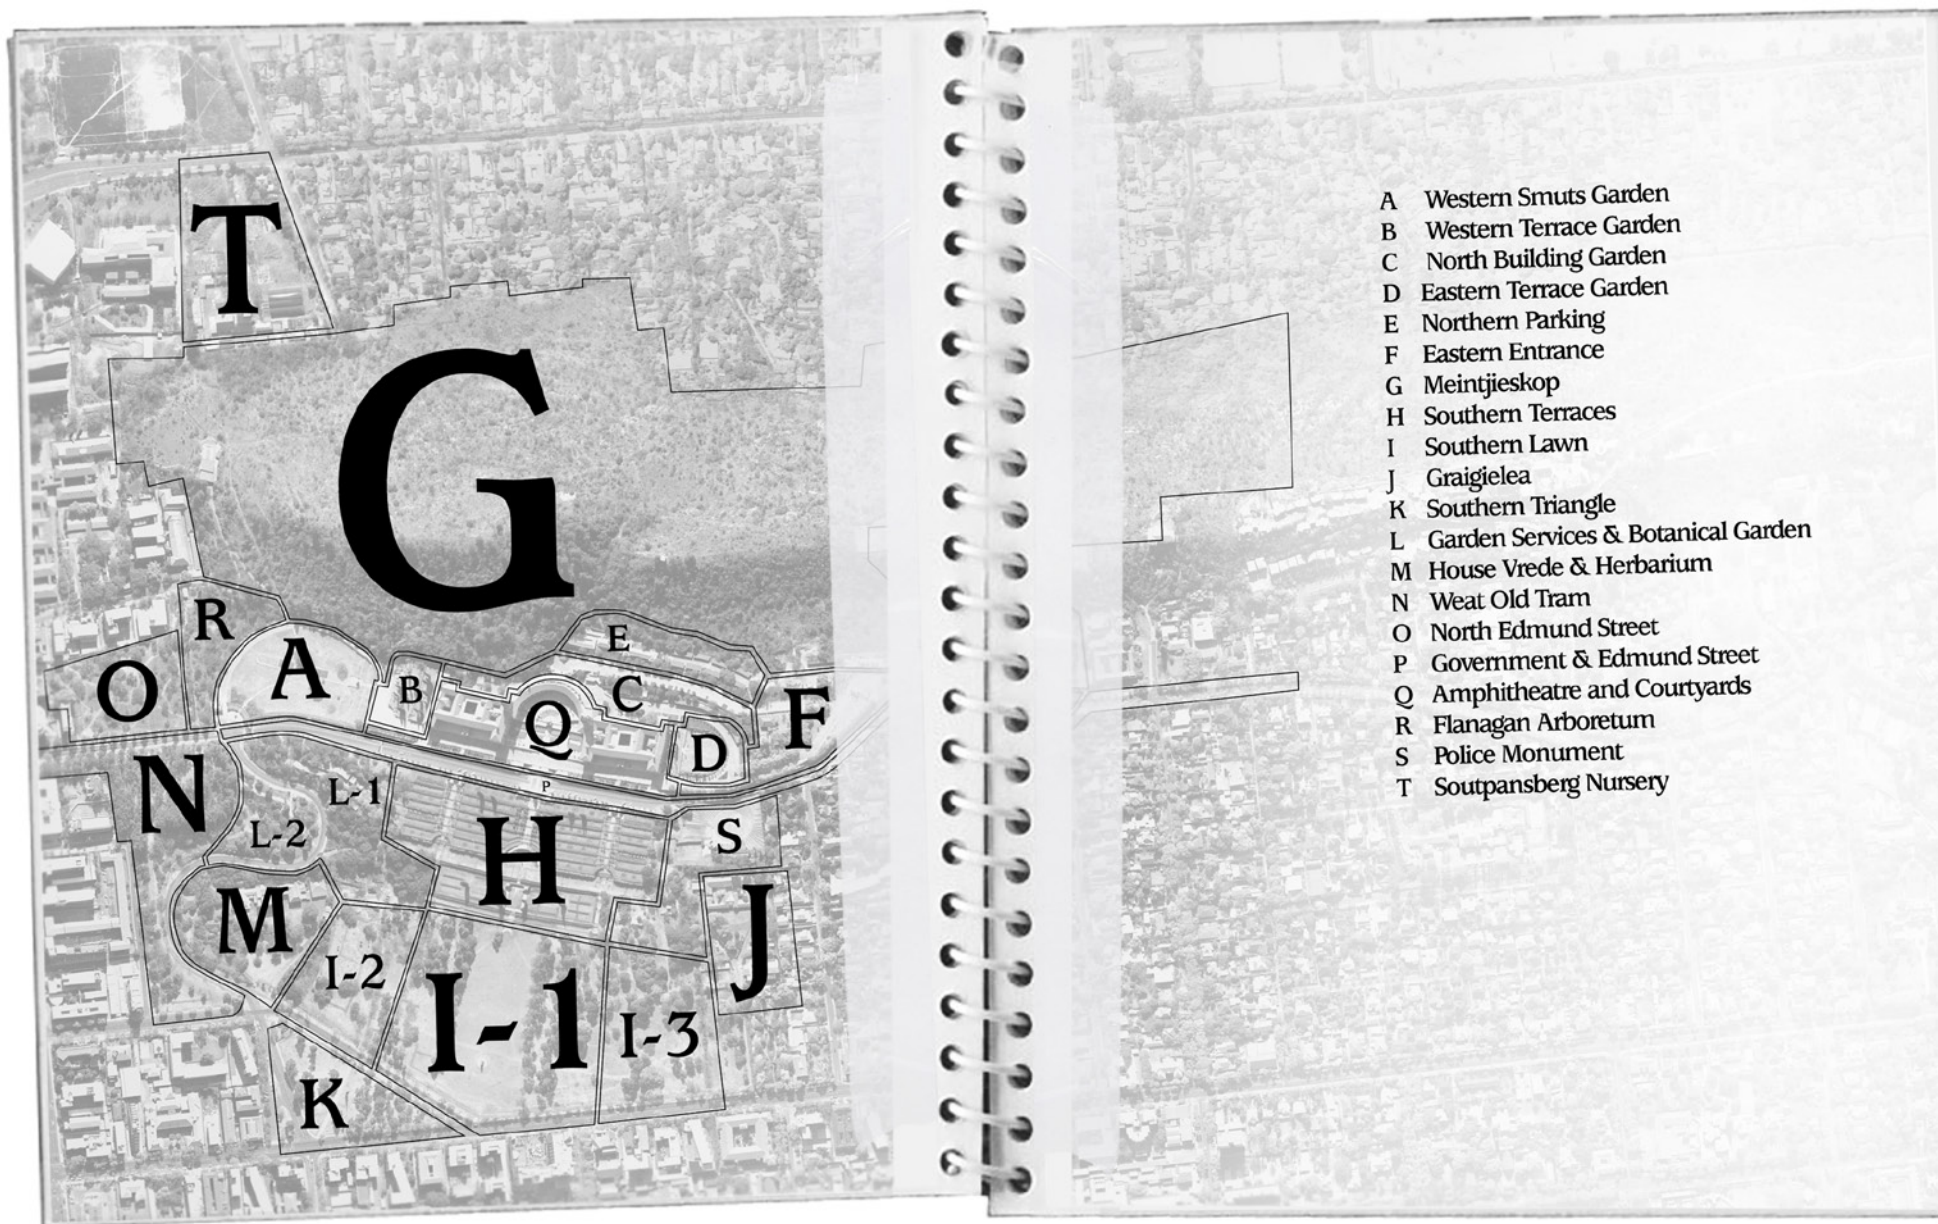 T
G
R
E
A
O
B
C
F
Q
D
N
L-1
P
H
S
L-2
M
J
I-2
I-1
I-3
K
A Western Smuts Garden
B Western Terrace Garden
C North Building Garden
D Eastern Terrace Garden
E Northern Parking
F Eastern Entrance
G Meintjieskop
H Southern Terraces
I Southern Lawn
J Graigielea
K Southern Triangle
L Garden Services & Botanical Garden
M House Vrede & Herbarium
N Weat Old Tram
O North Edmund Street
P Government & Edmund Street
Q Amphitheatre and Courtyards
R Flanagan Arboretum
S Police Monument
T Soutpansberg Nursery